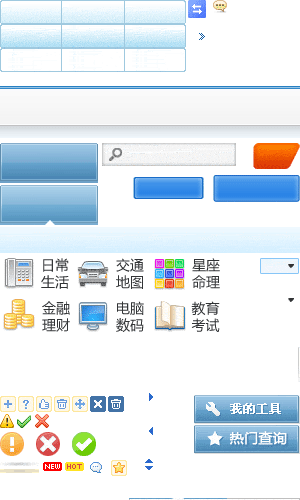 日常
生活
交通
地图
星座
命理
金融
理财
电脑
数码
教育
考试
我的工具
热门查询
NEW HOT